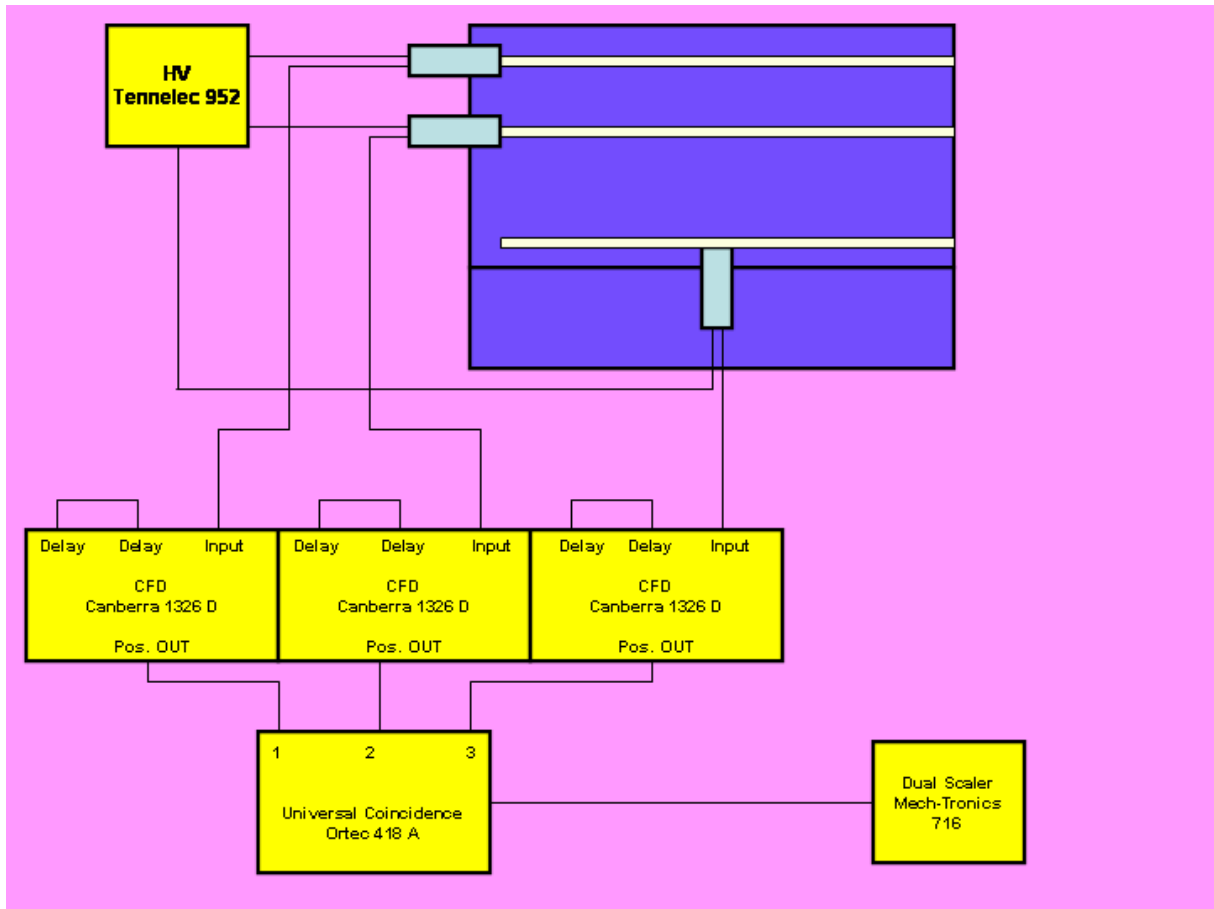 HV
Tennelec 952
Delay Delay Input
CFD
Canberra 1326 D
Pos. OUT
Delay Delay Input
CFD
Canberra 1326 D
Pos. OUT
Delay Delay Input
CFD
Canberra 1326 D
Pos. OUT
1 2 3
Universal Coincidence
Ortec 418 A
Dual Scaler
Mech-Tronics
716